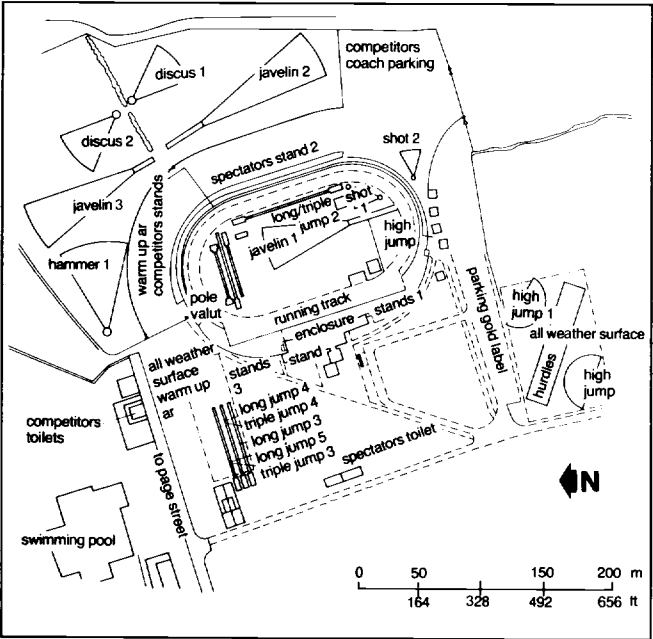 competitors
coach parking
discus 1
javelin 2
discus 2
shot 2
spectators stand 2
javelin 3
warm up ar
competitors stands
long/triple
jump 2
shot
1
javelin 1
high
jump
hammer 1
pole
valut
running track
parking gold label
high
jump 1
all weather surface
hurdles
high
jump
enclosure
stands 1
stand
all weather
surface
warm up
ar
stands
3
long jump 4
triple jump 4
long jump 3
long jump 5
triple jump 3
competitors
toilets
spectators toilet
to page street
swimming pool
N
0 50 150 200 m
164 328 492 656 ft